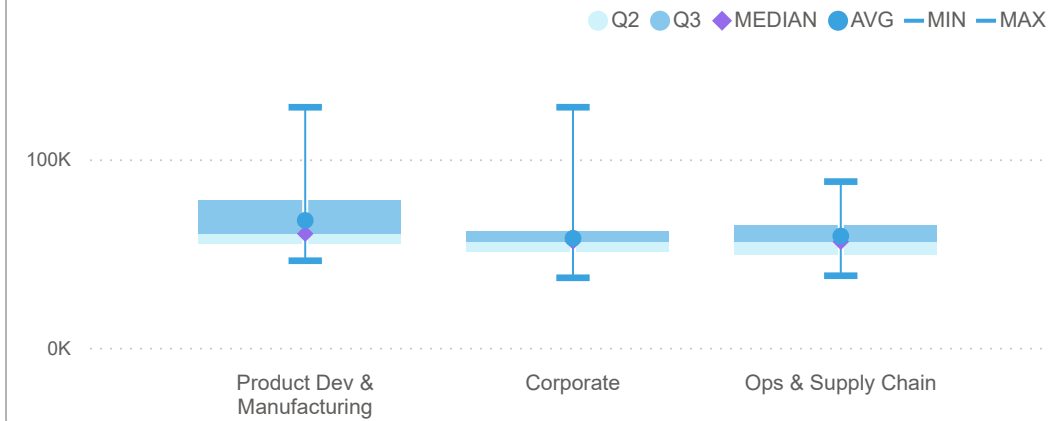 Q2 Q3 MEDIAN AVG MIN MAX
100K
0K
Product Dev &
Manufacturing
Corporate
Ops & Supply Chain